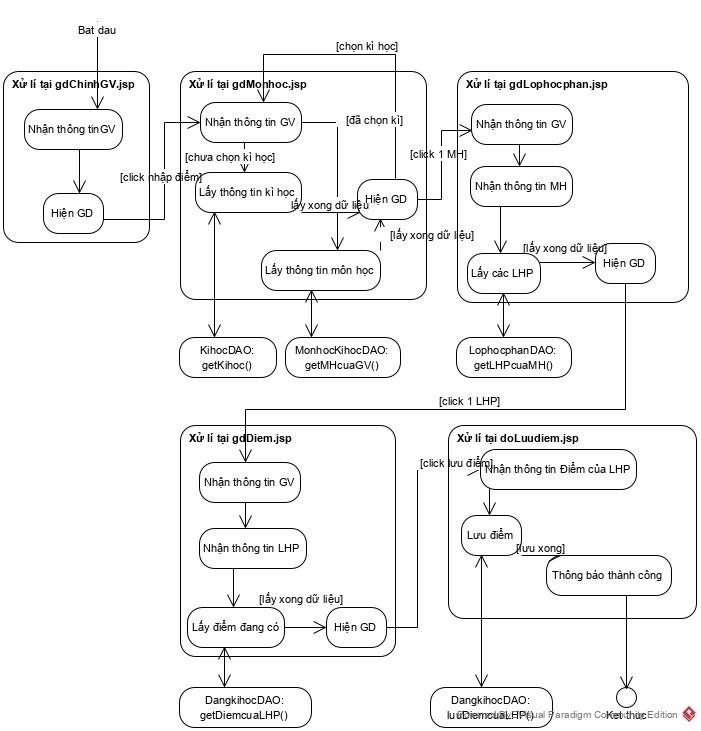 Bat dau
[chọn kì học]
Xử lí tại gdChinhGV.jsp
Xử lí tại gdMonhoc.jsp
Xử lí tại gdLophocphan.jsp
Nhận thông tinGV
Nhận thông tin GV
[đã chọn kì]
Nhận thông tin GV
[chưa chọn kì học]
[click 1 MH]
[click nhập điểm]
Lấy thông tin kì học
Hiện GD
Nhận thông tin MH
lấy xong dữ liệu
Hiện GD
[lấy xong dữ liệu]
[lấy xong dữ liệu]
Lấy thông tin môn học
Lấy các LHP
Hiện GD
KihocDAO:
getKihoc()
MonhocKihocDAO:
getMHcuaGV()
LophocphanDAO:
getLHPcuaMH()
[click 1 LHP]
Xử lí tại gdDiem.jsp
Xử lí tại doLuudiem.jsp
Nhận thông tin GV
[click lưu điểm]
Nhận thông tin Điểm của LHP
Nhận thông tin LHP
Lưu điểm
[lưu xong]
Thông báo thành công
[lấy xong dữ liệu]
Lấy điểm đang có
Hiện GD
DangkihocDAO:
getDiemcuaLHP()
DangkihocDAO:
luuDiemcuaLHP()
Ket thuc
Visual Paradigm Community Edition